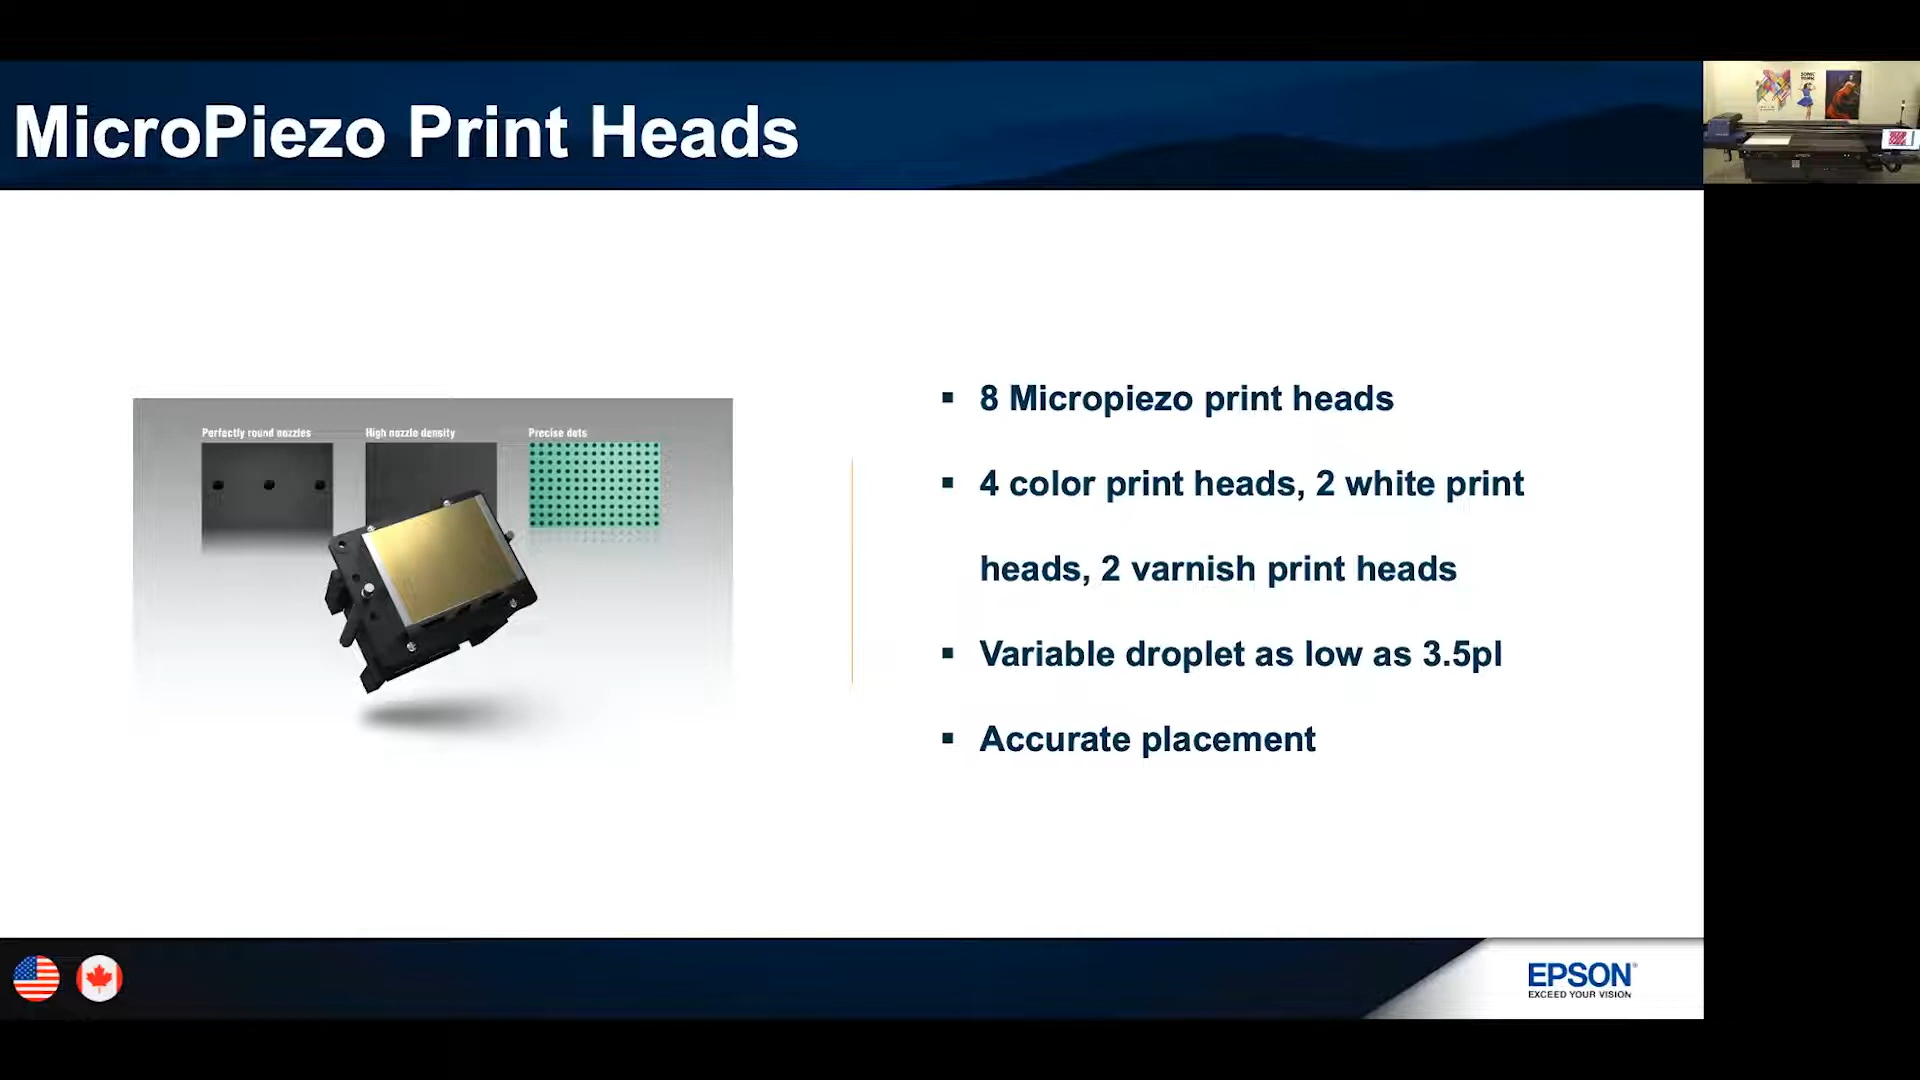 MicroPiezo Print Heads
Perfectly round nozzles
High nozzle density
Precise dots
▪ 8 Micropiezo print heads
▪ 4 color print heads, 2 white print
heads, 2 varnish print heads
▪ Variable droplet as low as 3.5pl
▪ Accurate placement
EPSON
EXCEED YOUR VISION